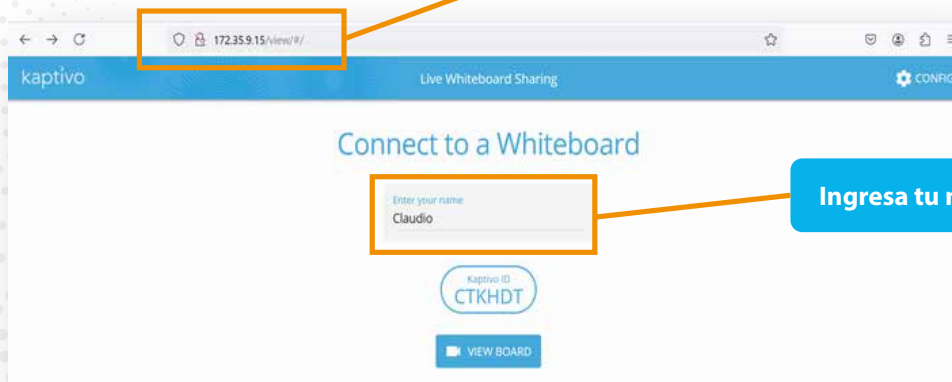 172.35.9.15/view/#/
kaptivo
Live Whiteboard Sharing
CONFIG
Connect to a Whiteboard
Enter your name
Claudio
Ingresa tu
Kaptivo ID
CTKHDT
VIEW BOARD